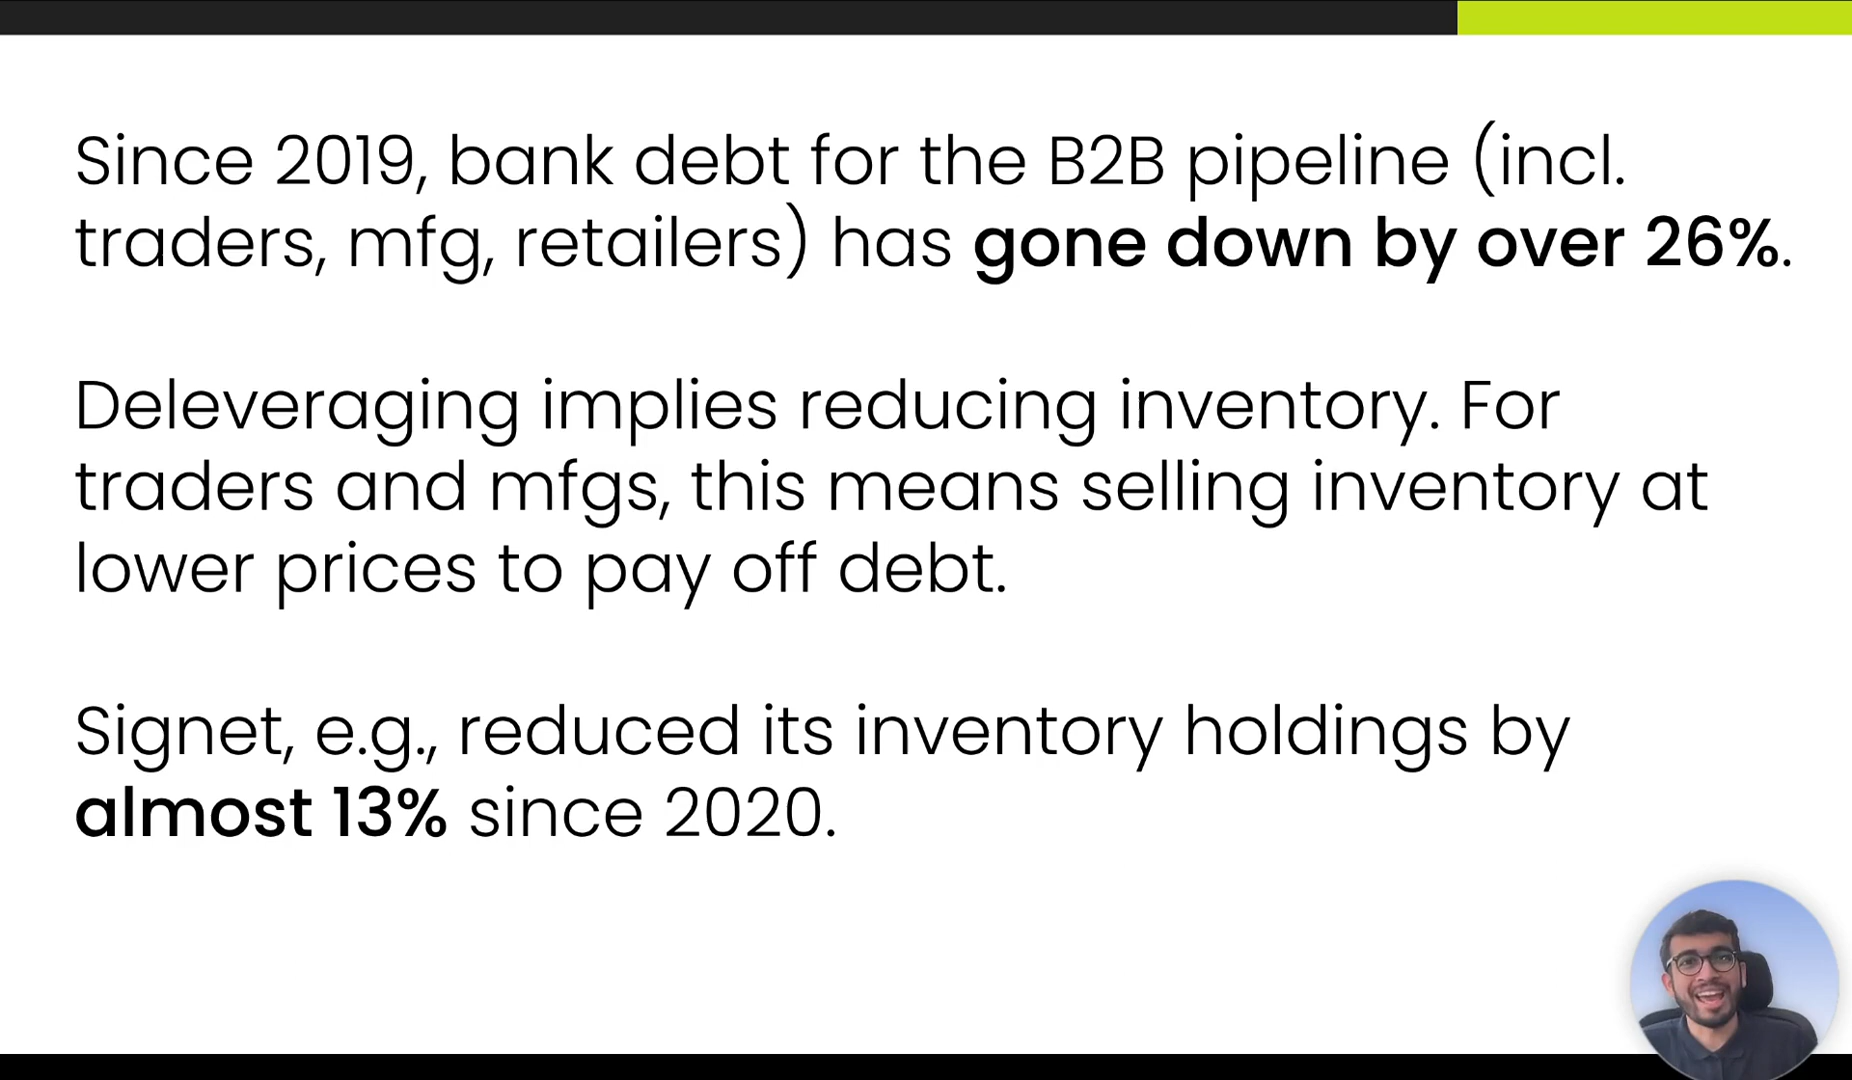 Since 2019, bank debt for the B2B pipeline (incl.
traders, mfg, retailers) has gone down by over 26%.
Deleveraging implies reducing inventory. For
traders and mfgs, this means selling inventory at
lower prices to pay off debt.
Signet, e.g., reduced its inventory holdings by
almost 13% since 2020.